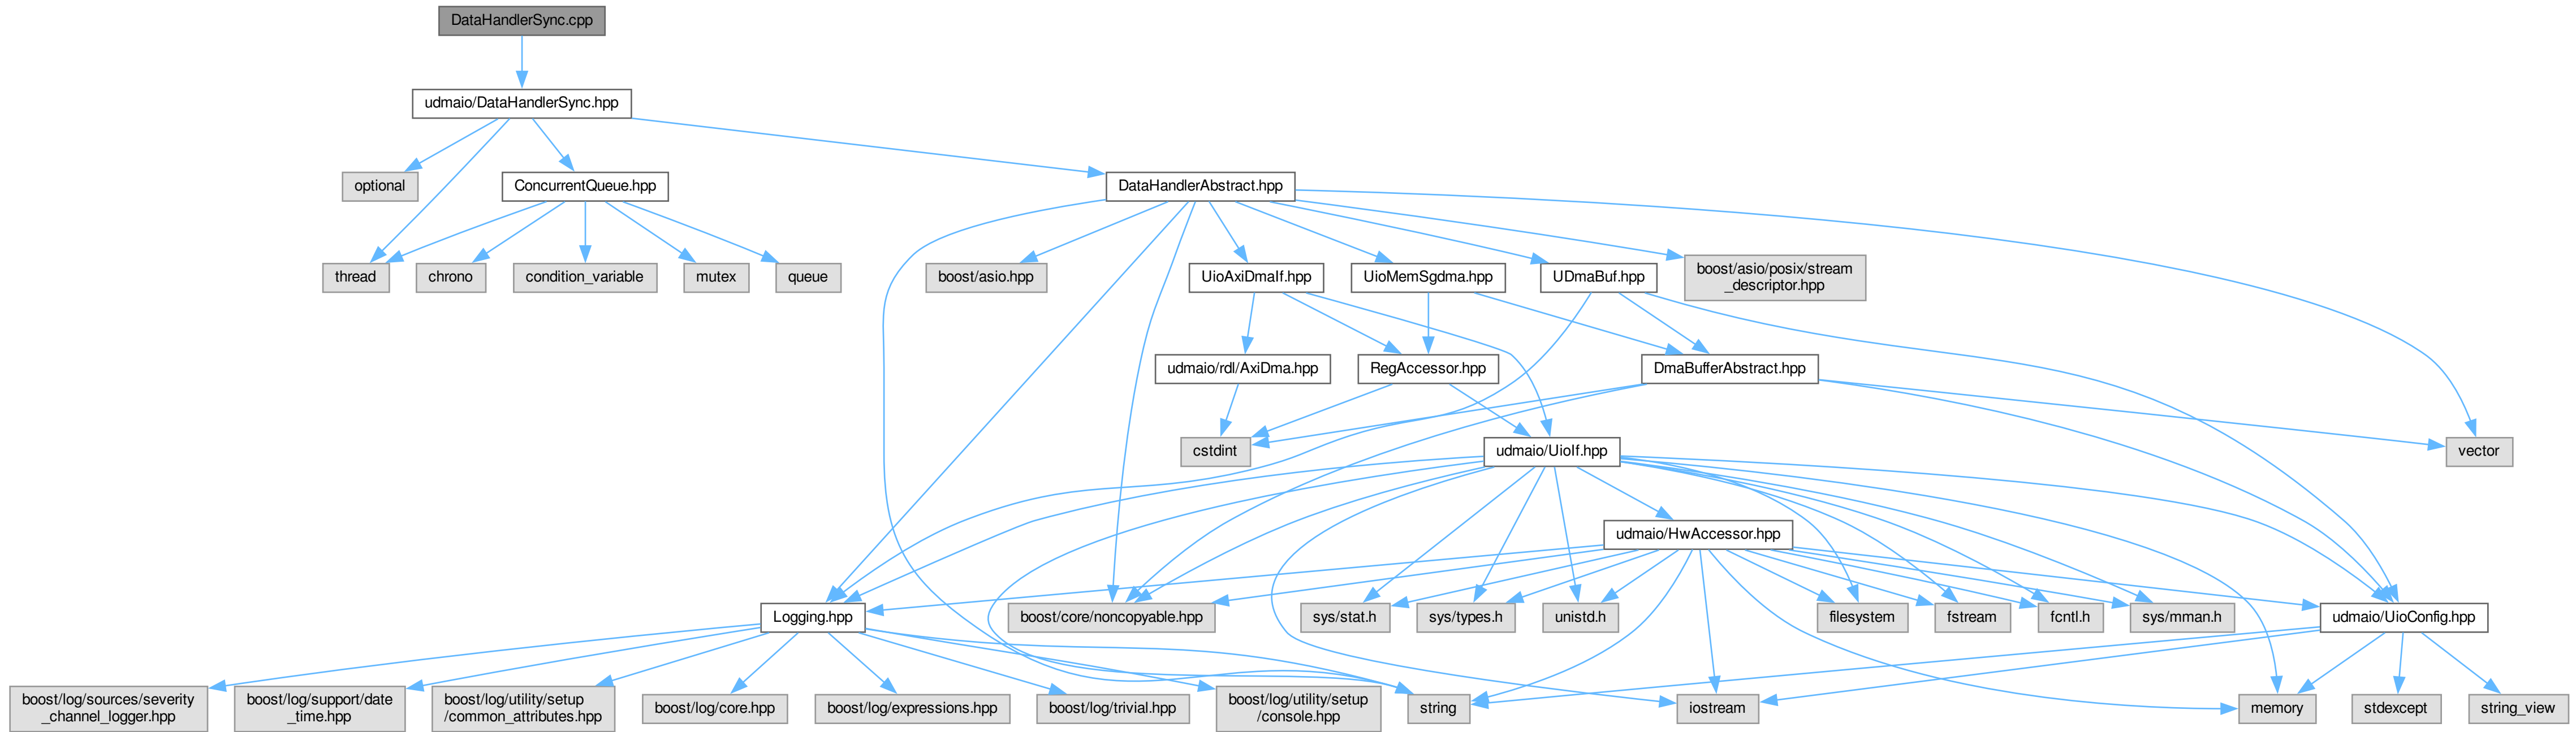 DataHandlerSync.cpp
udmaio/DataHandlerSync.hpp
optional
ConcurrentQueue.hpp
DataHandlerAbstract.hpp
thread
chrono
condition_variable
mutex
queue
boost/asio.hpp
UioAxiDmaIf.hpp
UioMemSgdma.hpp
UDmaBuf.hpp
boost/asio/posix/stream
_descriptor.hpp
udmaio/rdl/AxiDma.hpp
RegAccessor.hpp
DmaBufferAbstract.hpp
cstdint
udmaio/UioIf.hpp
vector
udmaio/HwAccessor.hpp
Logging.hpp
boost/core/noncopyable.hpp
sys/stat.h
sys/types.h
unistd.h
filesystem
fstream
fcntl.h
sys/mman.h
udmaio/UioConfig.hpp
boost/log/sources/severity
_channel_logger.hpp
boost/log/support/date
_time.hpp
boost/log/utility/setup
/common_attributes.hpp
boost/log/core.hpp
boost/log/expressions.hpp
boost/log/trivial.hpp
boost/log/utility/setup
/console.hpp
string
iostream
memory
stdexcept
string_view